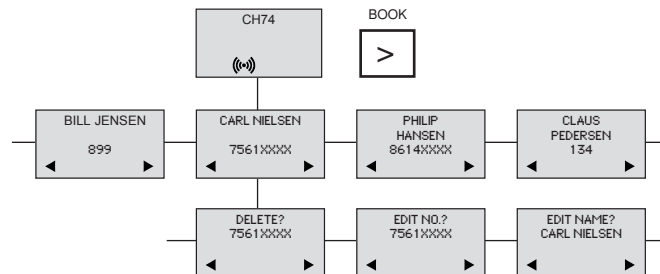 CH74
BOOK
>
BILL JENSEN
899
CARL NIELSEN
7561XXXX
PHILIP
HANSEN
8614XXXX
CLAUS
PEDERSEN
134
DELETE?
7561XXXX
EDIT NO.?
7561XXXX
EDIT NAME?
CARL NIELSEN